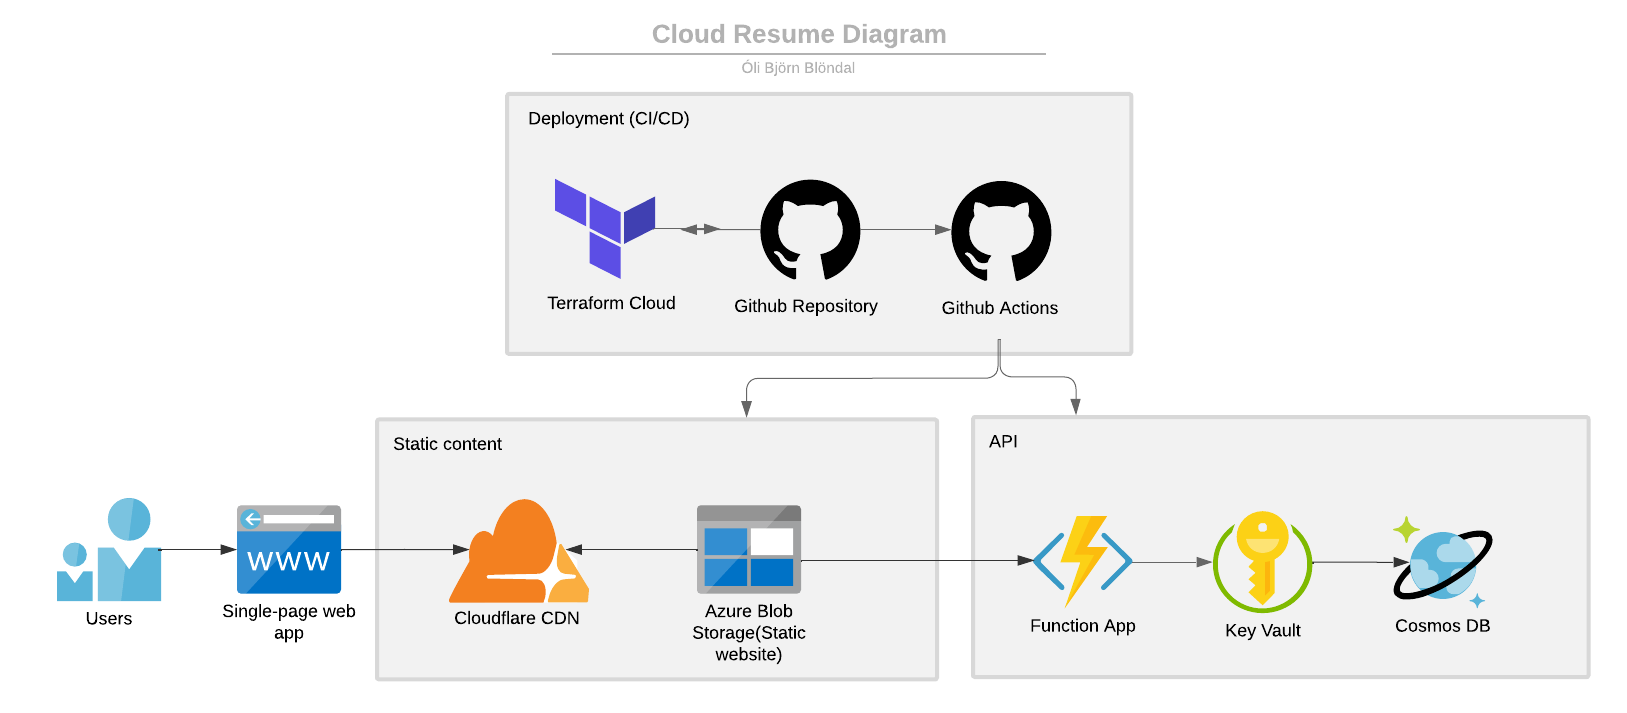 Cloud Resume Diagram
Óli Björn Blöndal
Deployment (CI/CD)
Terraform Cloud
Github Repository
Github Actions
Static content
API
www
Users
Single-page web
app
Cloudflare CDN
Azure Blob
Storage(Static
website)
Function App
Key Vault
Cosmos DB